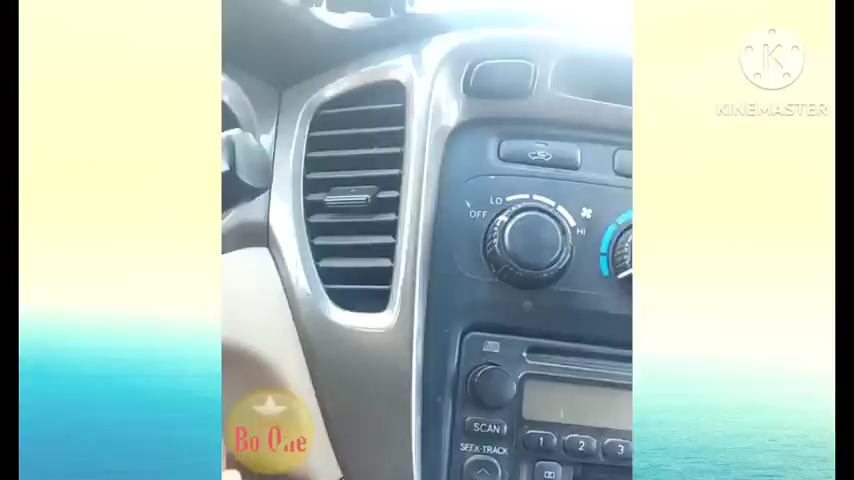 KINEMASTER
LO
OFF
HI
SCAN
1 2 3
SEEK·TRACK
Bo One